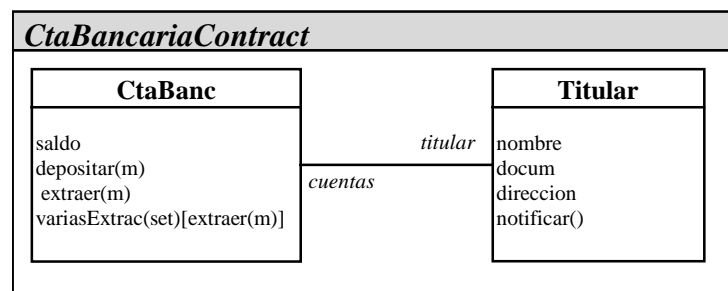 CtaBancariaContract
CtaBanc
saldo
depositar(m)
extraer(m)
variasExtrac(set)[extraer(m)]
titular
cuentas
Titular
nombre
docum
direccion
notificar()